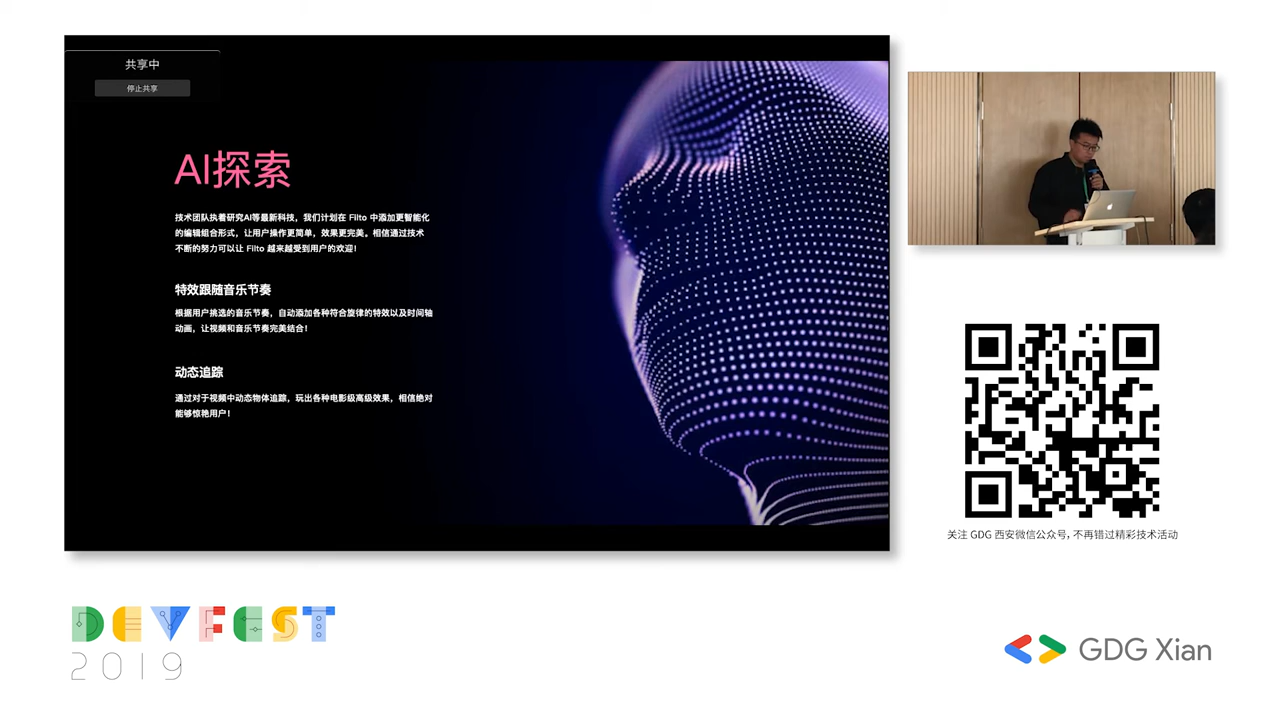 共享中
停止共享
AI探索
技术团队执着研究AI等最新科技，我们计划在 Filto 中添加更智能化
的编辑组合形式，让用户操作更简单，效果更完美。相信通过技术
不断的努力可以让 Filto 越来越受到用户的欢迎！
特效跟随音乐节奏
根据用户挑选的音乐节奏，自动添加各种符合旋律的特效以及时间轴
动画，让视频和音乐节奏完美结合！
动态追踪
通过对于视频中动态物体追踪，玩出各种电影级高级效果，相信绝对
能够惊艳用户！
关注 GDG 西安微信公众号，不再错过精彩技术活动
DEVFEST
2019
GDG Xian